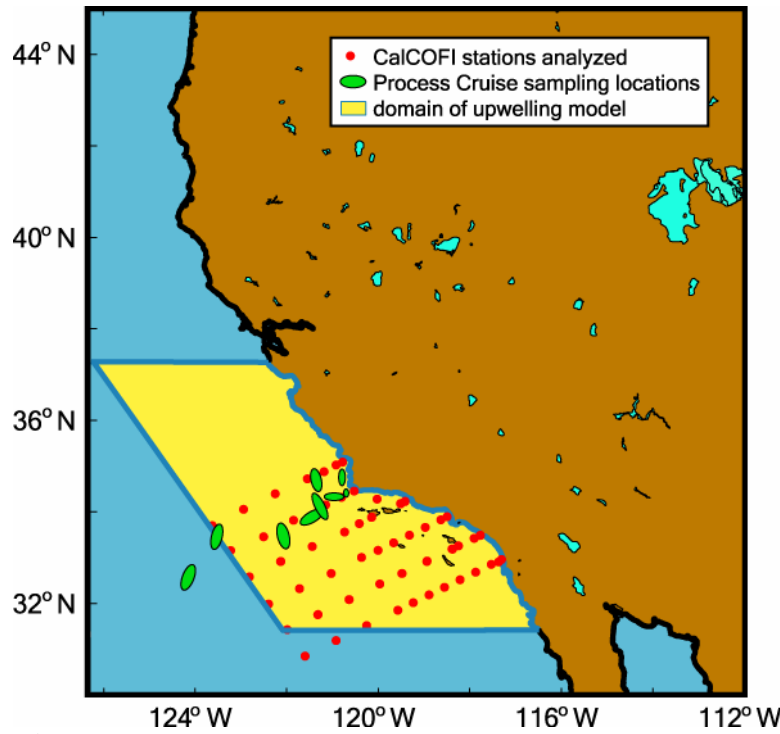 44° N
CalCOFI stations analyzed
Process Cruise sampling locations
domain of upwelling model
40° N
36° N
32° N
124° W 120° W 116° W 112° W